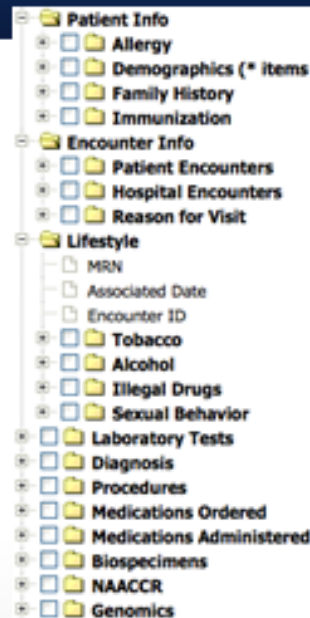 Patient Info
Allergy
Demographics (* items
Family History
Immunization
Encounter Info
Patient Encounters
Hospital Encounters
Reason for Visit
Lifestyle
MRN
Associated Date
Encounter ID
Tobacco
Alcohol
Illegal Drugs
Sexual Behavior
Laboratory Tests
Diagnosis
Procedures
Medications Ordered
Medications Administered
Biospecimens
NAACCR
Genomics